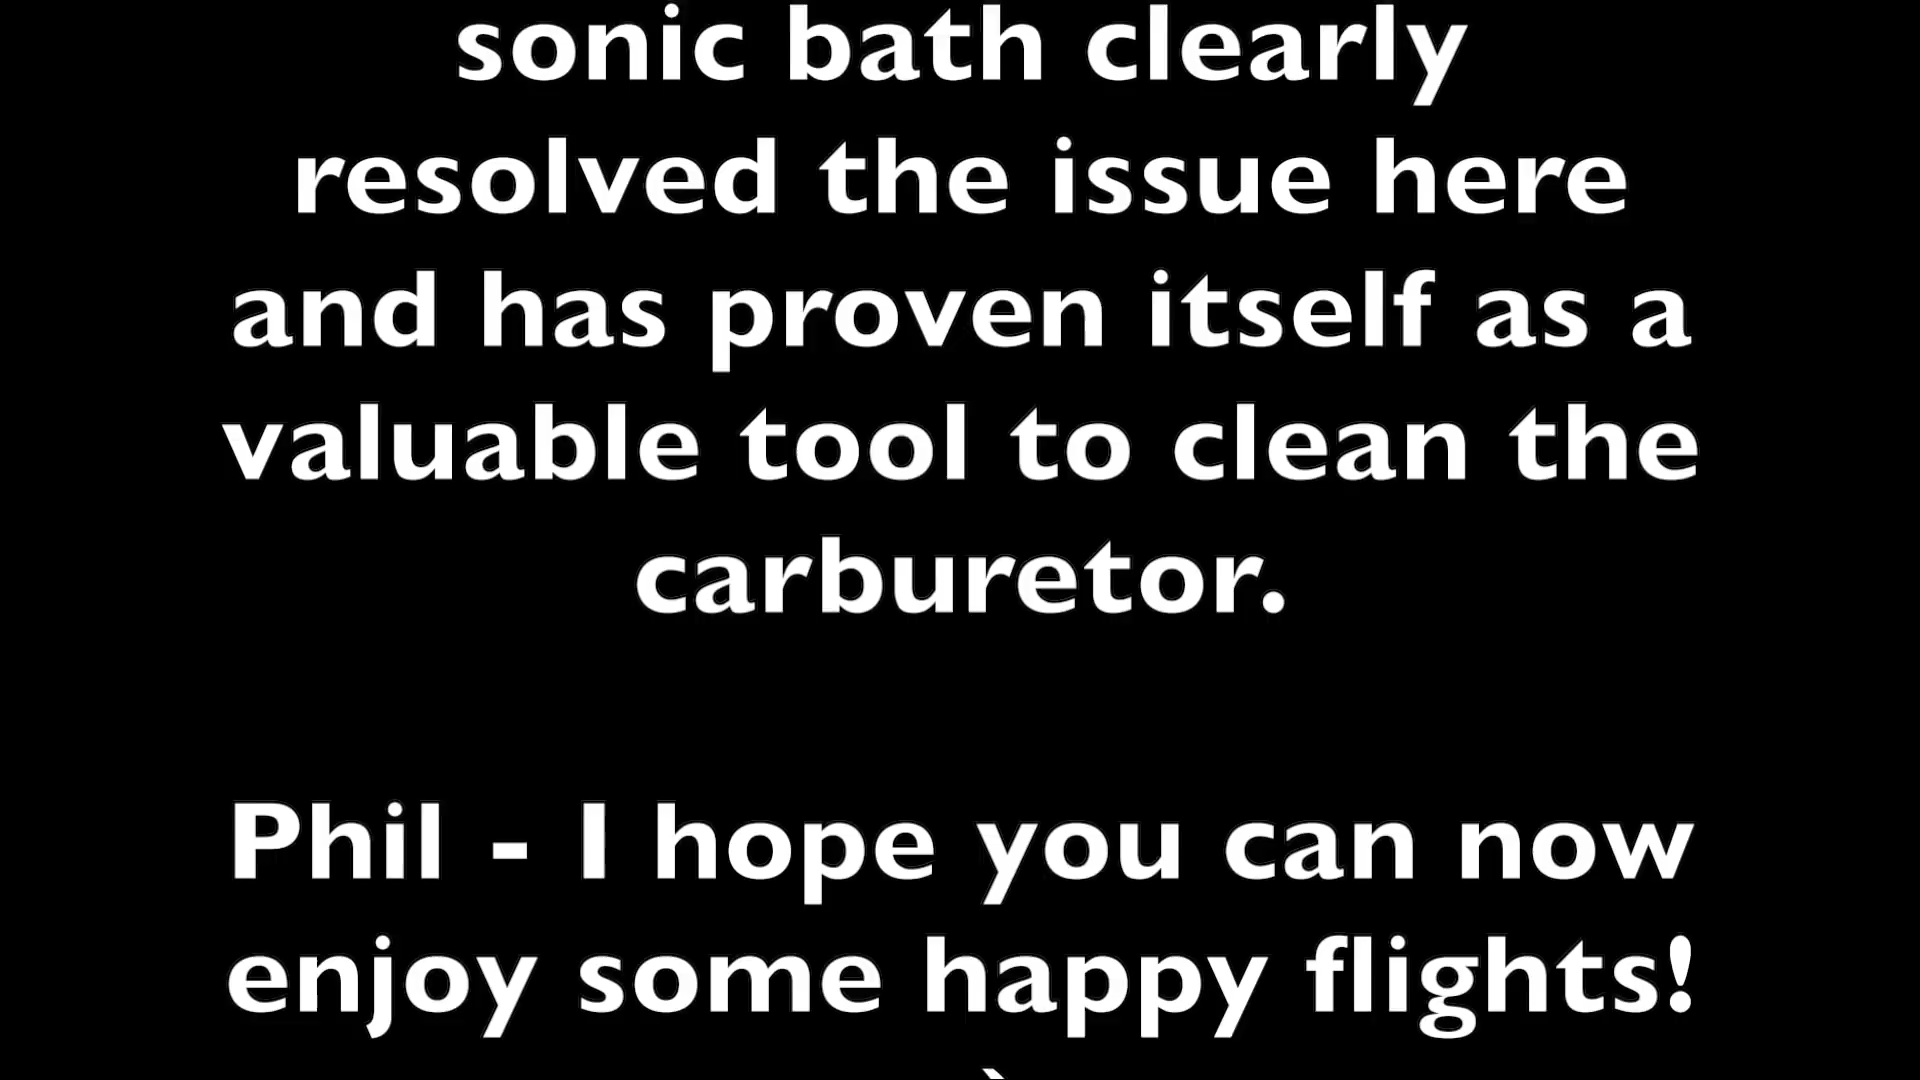 sonic bath clearly
resolved the issue here
and has proven itself as a
valuable tool to clean the
carburetor.
Phil - I hope you can now
enjoy some happy flights!